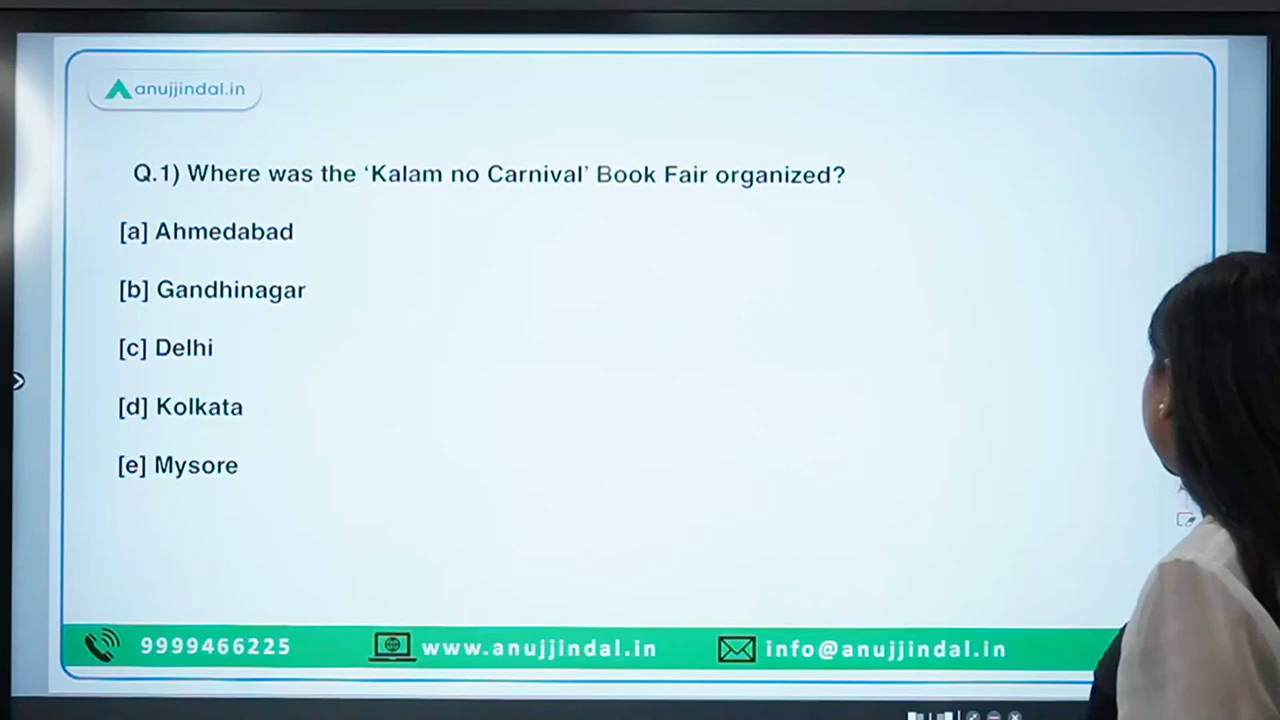 anujjindal.in
Q.1) Where was the ‘Kalam no Carnival’ Book Fair organized?
[a] Ahmedabad
[b] Gandhinagar
[c] Delhi
[d] Kolkata
[e] Mysore
9999466225 www.anujjindal.in info@anujjindal.in